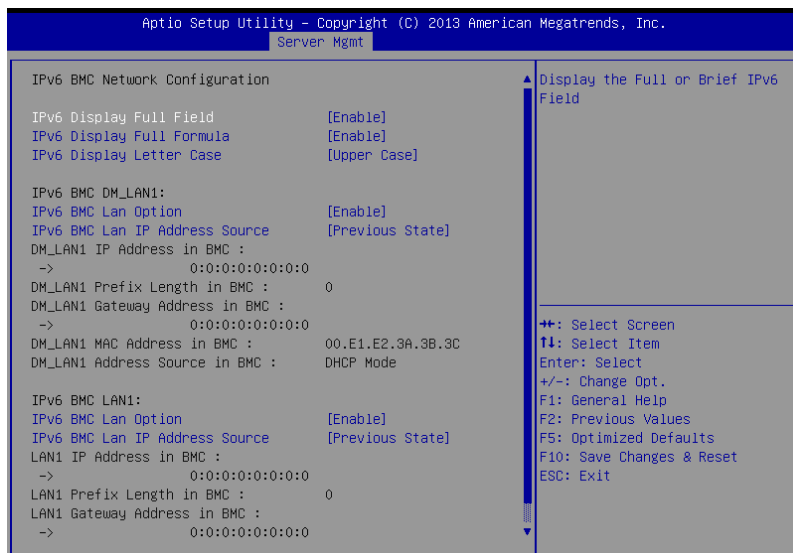 Aptio Setup Utility – Copyright (C) 2013 American Megatrends, Inc.
Server Mgmt
IPv6 BMC Network Configuration
IPv6 Display Full Field [Enable]
IPv6 Display Full Formula [Enable]
IPv6 Display Letter Case [Upper Case]
IPv6 BMC DM_LAN1:
IPv6 BMC Lan Option [Enable]
IPv6 BMC Lan IP Address Source [Previous State]
DM_LAN1 IP Address in BMC :
-> 0:0:0:0:0:0:0:0
DM_LAN1 Prefix Length in BMC : 0
DM_LAN1 Gateway Address in BMC :
-> 0:0:0:0:0:0:0:0
DM_LAN1 MAC Address in BMC : 00.E1.E2.3A.3B.3C
DM_LAN1 Address Source in BMC : DHCP Mode
IPv6 BMC LAN1:
IPv6 BMC Lan Option [Enable]
IPv6 BMC Lan IP Address Source [Previous State]
LAN1 IP Address in BMC :
-> 0:0:0:0:0:0:0:0
LAN1 Prefix Length in BMC : 0
LAN1 Gateway Address in BMC :
-> 0:0:0:0:0:0:0:0
Display the Full or Brief IPv6
Field
→←: Select Screen
↑↓: Select Item
Enter: Select
+/-: Change Opt.
F1: General Help
F2: Previous Values
F5: Optimized Defaults
F10: Save Changes & Reset
ESC: Exit